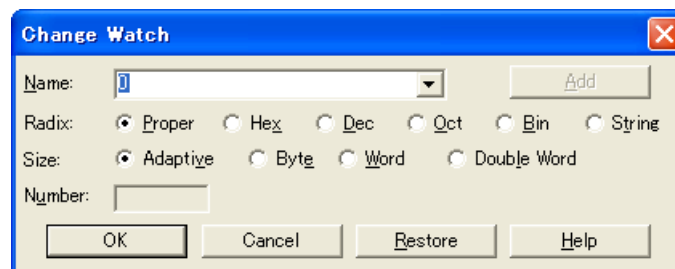 Change Watch
Name: Add
Radix: Proper Hex Dec Oct Bin String
Size: Adaptive Byte Word Double Word
Number:
OK Cancel Restore Help